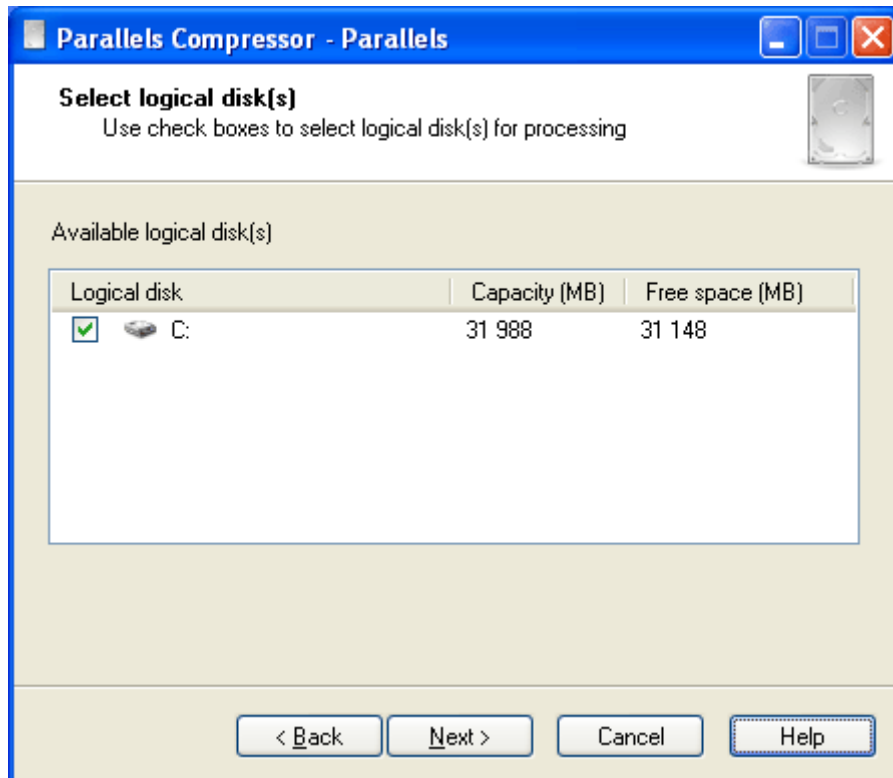 Parallels Compressor - Parallels
Select logical disk(s)
Use check boxes to select logical disk(s) for processing
Available logical disk(s)
Logical disk Capacity (MB) Free space (MB)
C: 31 988 31 148
< Back Next > Cancel Help